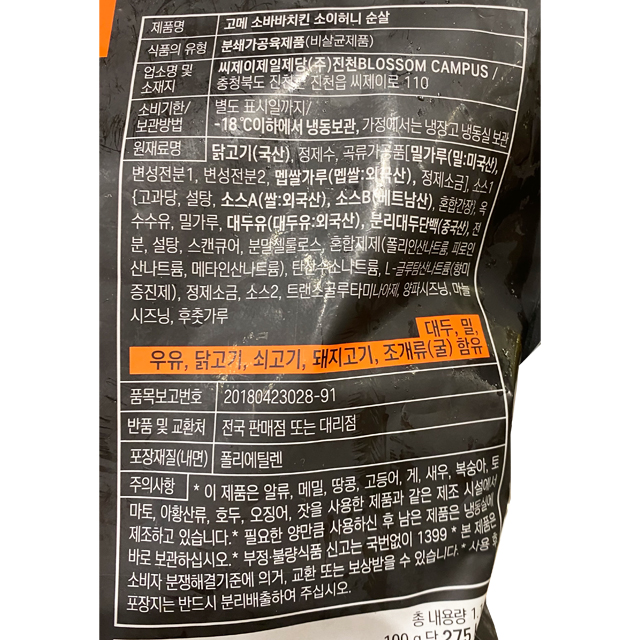 제품명 고메 소바바치킨 소이허니 순살
식품의 유형 분쇄가공육제품(비살균제품)
업소명 및 소재지 씨제이제일제당(주)진천BLOSSOM CAMPUS /
충청북도 진천군 진천읍 씨제이로 110
소비기한/ 보관방법 별도 표시일까지/
-18℃이하에서 냉동보관, 가정에서는 냉장고 냉동실 보관
원재료명 닭고기(국산), 정제수, 곡류가공품[밀가루(밀:미국산),
변성전분1, 변성전분2, 멥쌀가루(멥쌀:외국산), 정제소금], 소스1
{고과당, 설탕, 소스A(쌀:외국산), 소스B(베트남산), 혼합간장}, 옥
수수유, 밀가루, 대두유(대두유:외국산), 분리대두단백(중국산), 전
분, 설탕, 스캔큐어, 분말셀룰로스, 혼합제제(폴리인산나트륨, 피로인
산나트륨, 메타인산나트륨), 탄산수소나트륨, L-글루탐산나트륨(향미
증진제), 정제소금, 소스2, 트랜스글루타미나아제, 양파시즈닝, 마늘
시즈닝, 후춧가루
대두, 밀,
우유, 닭고기, 쇠고기, 돼지고기, 조개류(굴) 함유
품목보고번호 20180423028-91
반품 및 교환처 전국 판매점 또는 대리점
포장재질(내면) 폴리에틸렌
주의사항 * 이 제품은 알류, 메밀, 땅콩, 고등어, 게, 새우, 복숭아, 토
마토, 아황산류, 호두, 오징어, 잣을 사용한 제품과 같은 제조 시설에서
제조하고 있습니다.* 필요한 양만큼 사용하신 후 남은 제품은 냉동실에
바로 보관하십시오.* 부정·불량식품 신고는 국번없이 1399 * 본 제품은
소비자 분쟁해결기준에 의거, 교환 또는 보상받을 수 있습니다.* 사용 후
포장지는 반드시 분리배출하여 주십시오.
총 내용량 1,
100 g 당 275